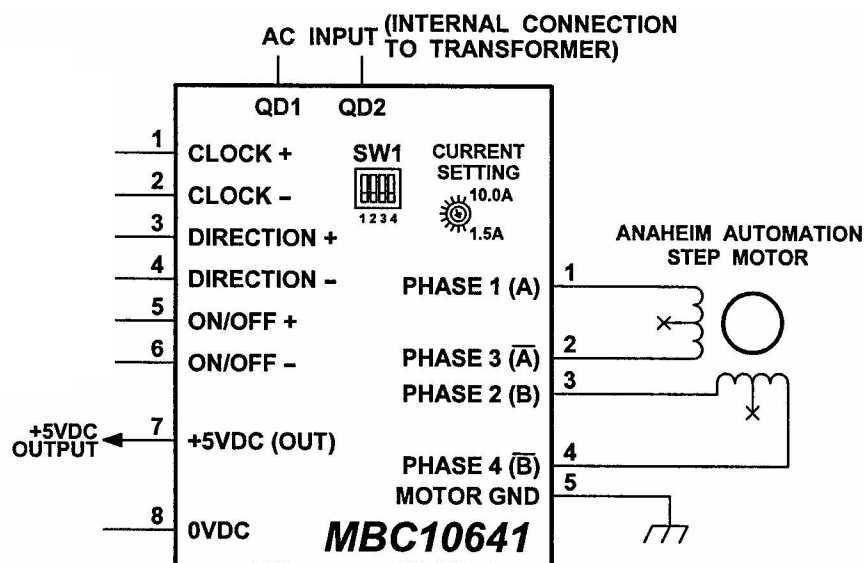 AC INPUT (INTERNAL CONNECTION
TO TRANSFORMER)
QD1 QD2
1 CLOCK +
2 CLOCK –
3 DIRECTION +
4 DIRECTION –
5 ON/OFF +
6 ON/OFF –
+5VDC OUTPUT
7 +5VDC (OUT)
8 0VDC
SW1
1 2 3 4
CURRENT
SETTING
10.0A
1.5A
PHASE 1 (A) 1
PHASE 3 (A̅) 2
PHASE 2 (B) 3
PHASE 4 (B̅) 4
MOTOR GND 5
MBC10641
ANAHEIM AUTOMATION
STEP MOTOR